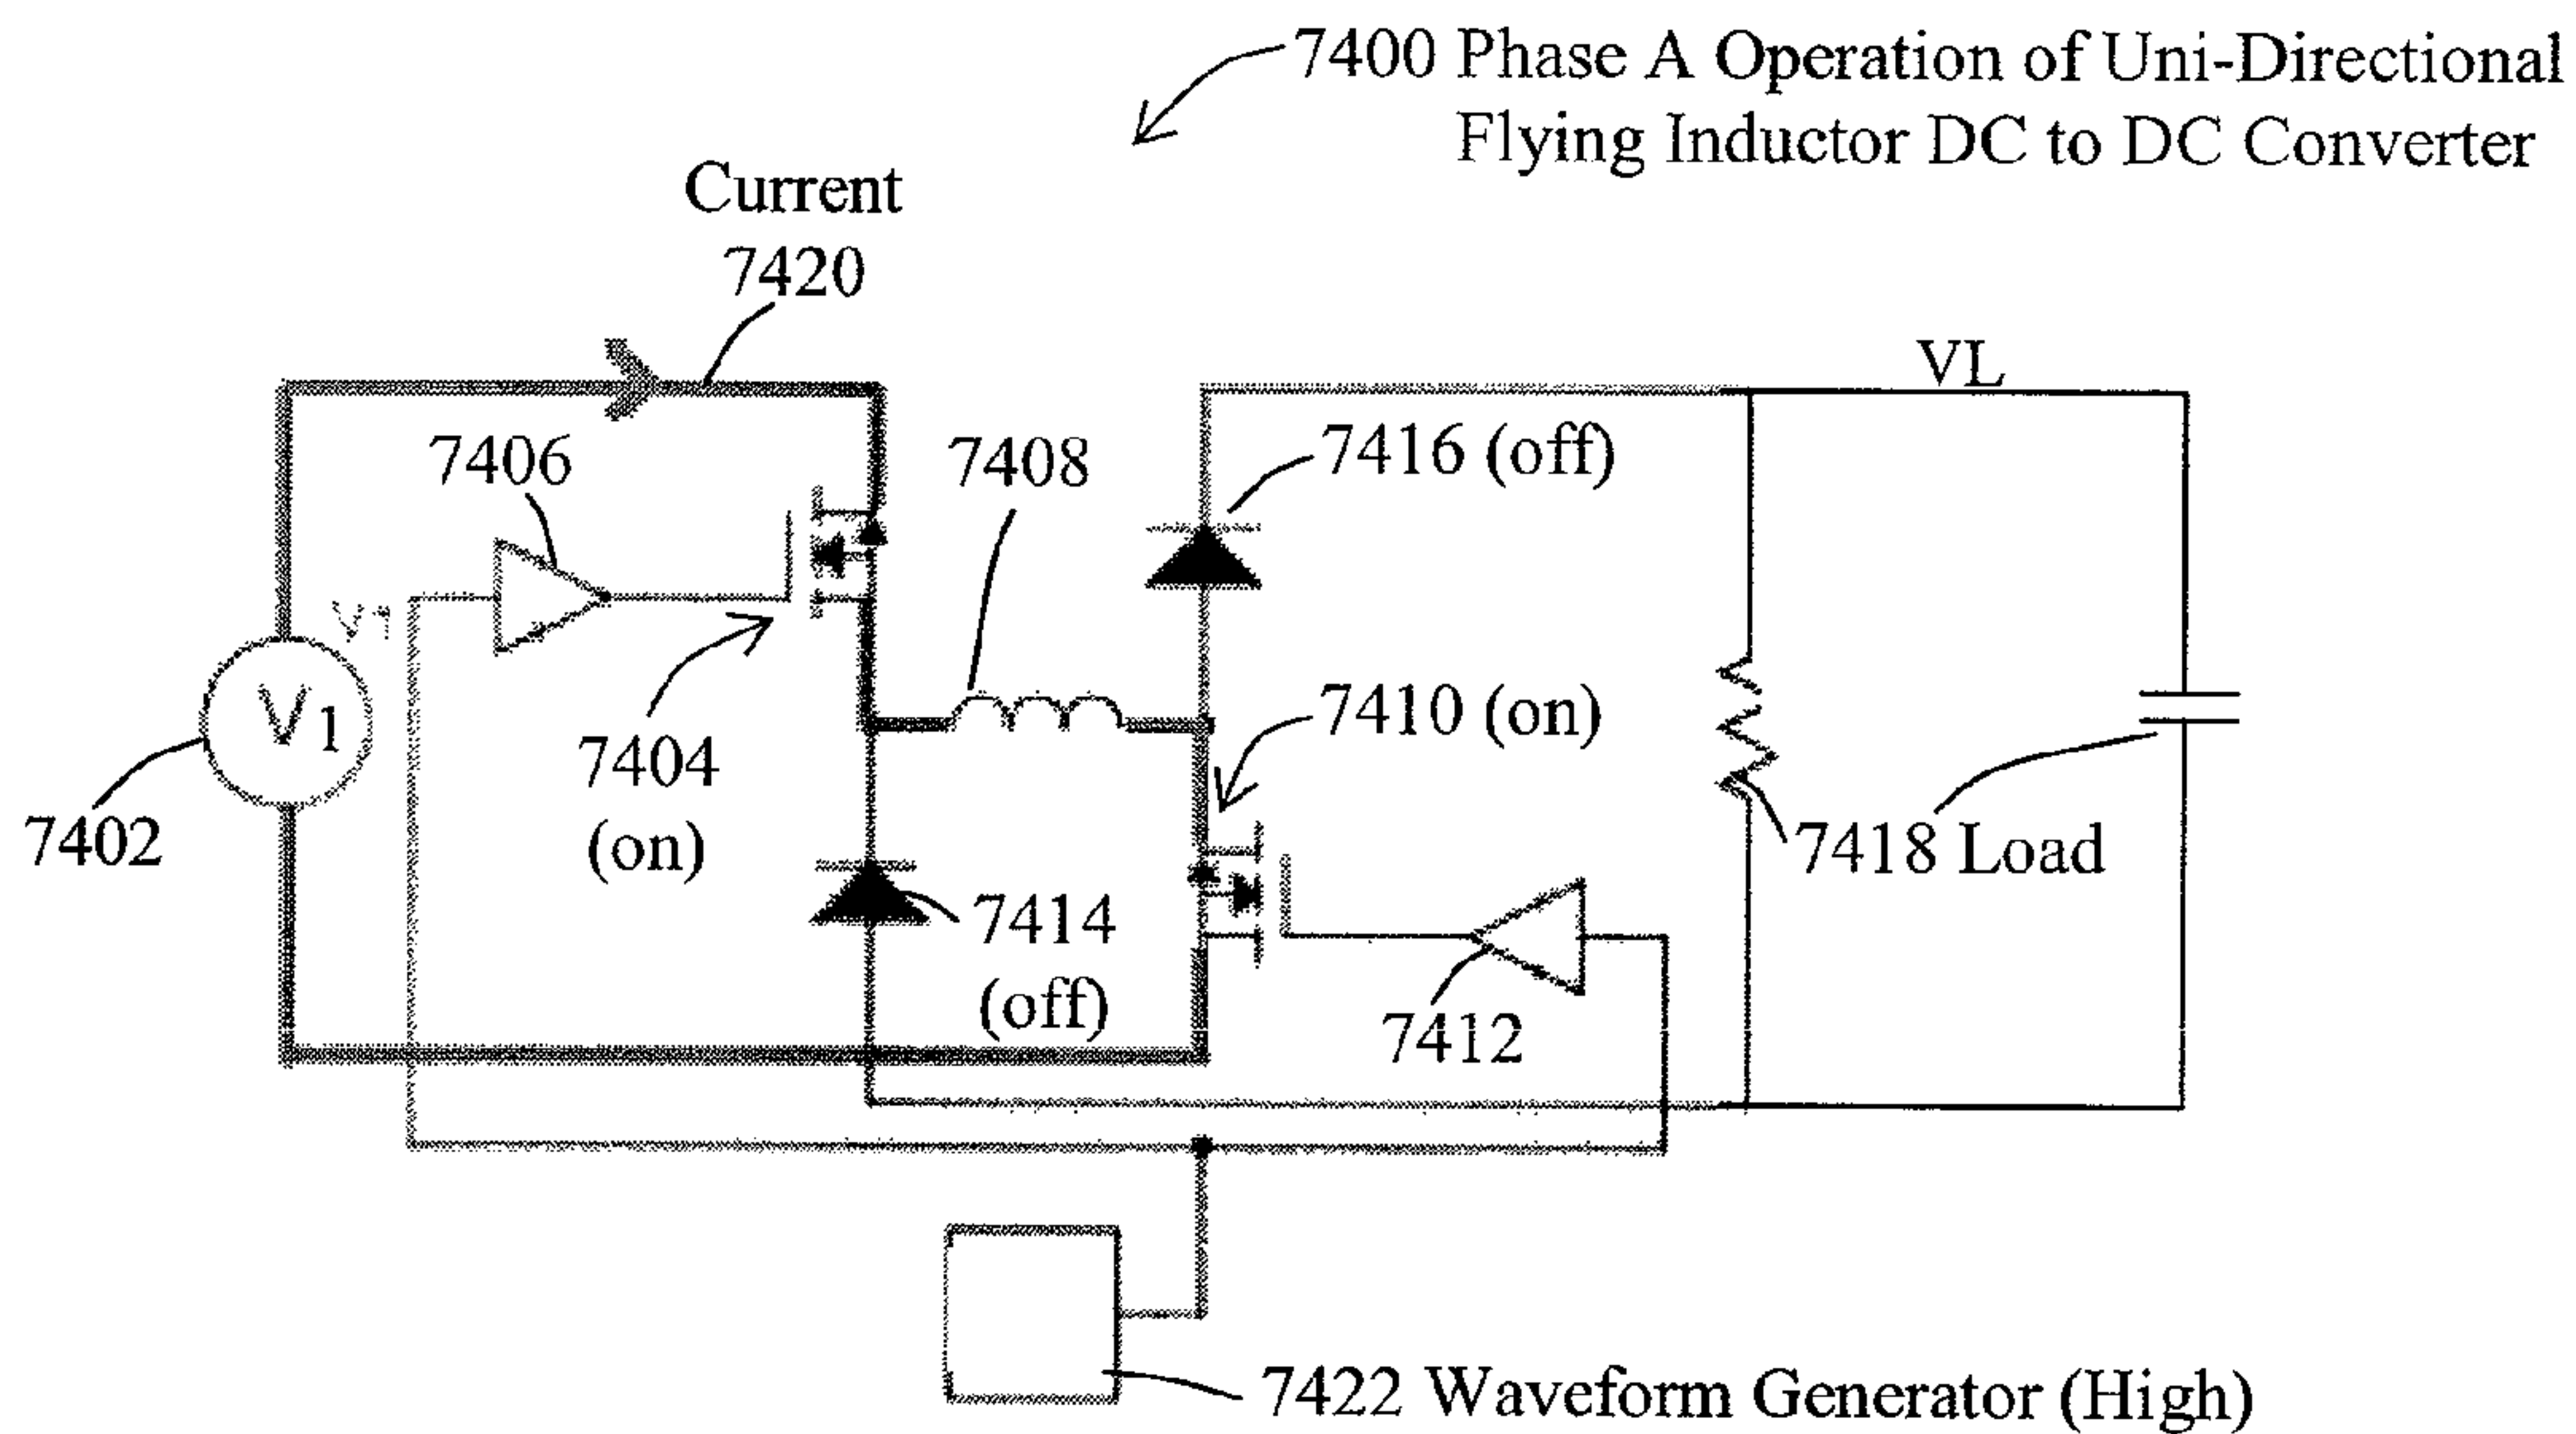 7400 Phase A Operation of Uni-Directional
Flying Inductor DC to DC Converter
Current
7420
VL
7406
7408
7416 (off)
V1
V1
7410 (on)
7404
(on)
7402
7418 Load
7414
(off)
7412
7422 Waveform Generator (High)